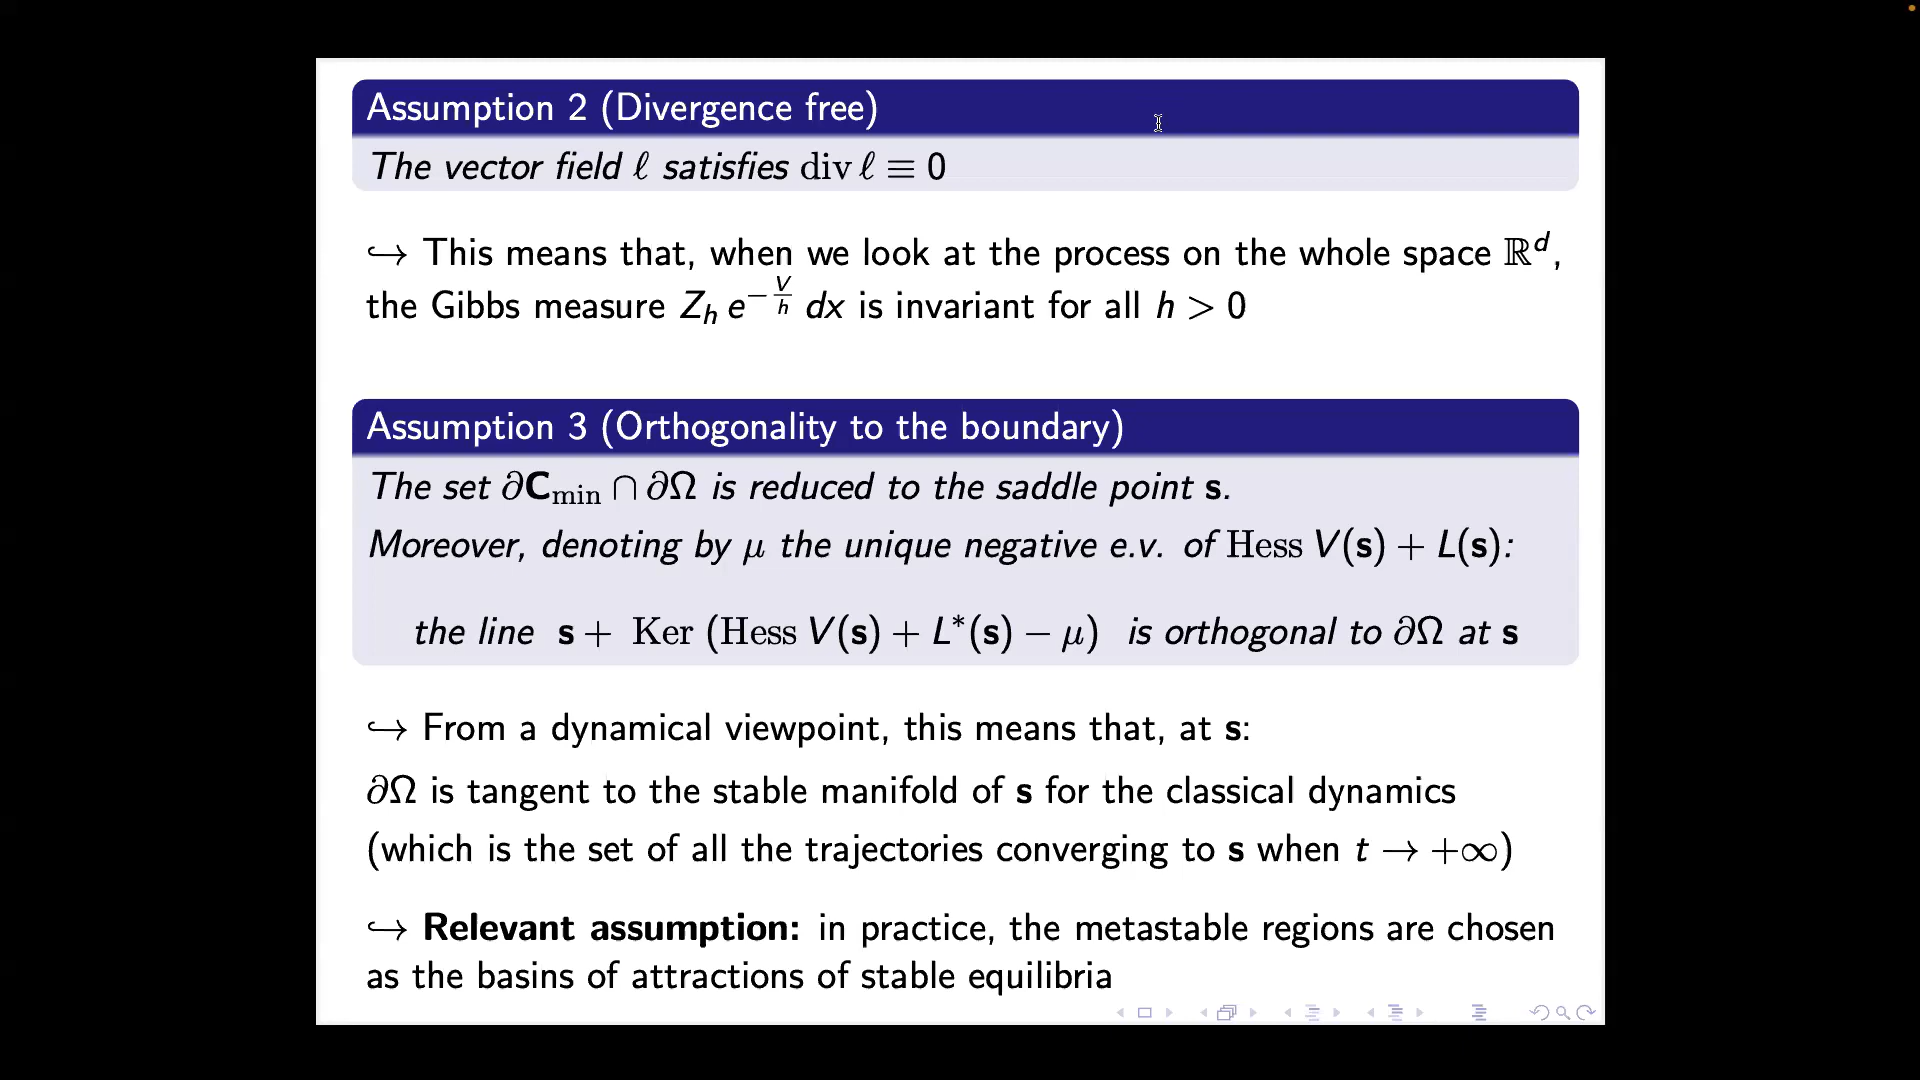 Assumption 2 (Divergence free)
The vector field ℓ satisfies div ℓ ≡ 0
↪ This means that, when we look at the process on the whole space ℝ^d,
the Gibbs measure Z_h e^{-V/h} dx is invariant for all h > 0
Assumption 3 (Orthogonality to the boundary)
The set ∂C_min ∩ ∂Ω is reduced to the saddle point s.
Moreover, denoting by μ the unique negative e.v. of Hess V(s) + L(s):
the line s + Ker (Hess V(s) + L*(s) − μ) is orthogonal to ∂Ω at s
↪ From a dynamical viewpoint, this means that, at s:
∂Ω is tangent to the stable manifold of s for the classical dynamics
(which is the set of all the trajectories converging to s when t → +∞)
↪ Relevant assumption: in practice, the metastable regions are chosen
as the basins of attractions of stable equilibria